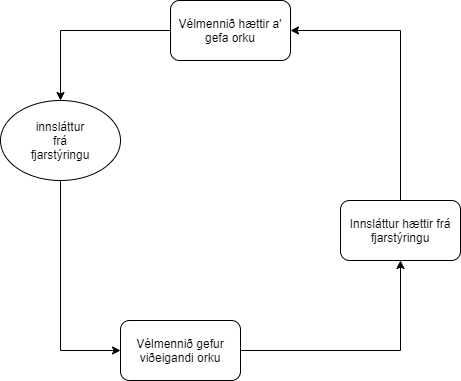 Vélmennið hættir a'
gefa orku
innsláttur
frá
fjarstýringu
Innsláttur hættir frá
fjarstýringu
Vélmennið gefur
viðeigandi orku